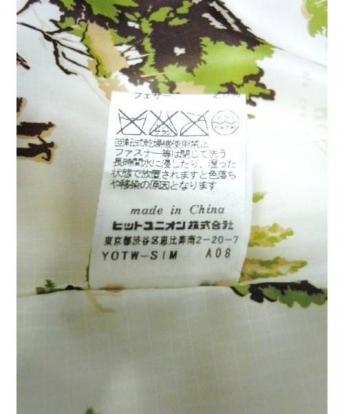 フェザー
回転式乾燥機使用禁止
ファスナー等は閉じて洗う
長時間水に浸したり、湿った
状態で放置されますと色落ち
や移染の原因となります
made in China
ヒットユニオン株式会社
東京都渋谷区恵比寿南2-20-7
YOTW-SIM A08